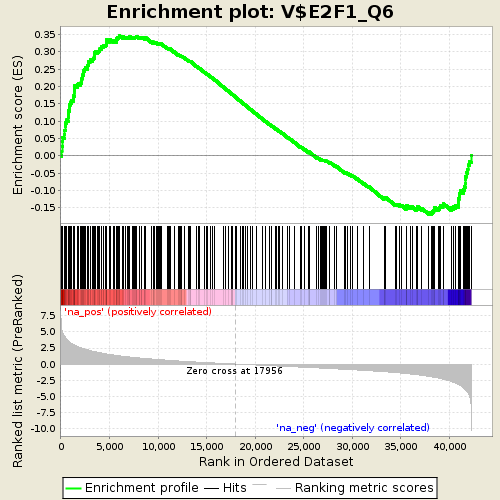 Enrichment plot: V$E2F1_Q6
Enrichment score (ES)
0.35
0.30
0.25
0.20
0.15
0.10
0.05
0.00
-0.05
-0.10
-0.15
'na_pos' (positively correlated)
Ranked list metric (PreRanked)
7.5
5.0
2.5
0.0
-2.5
-5.0
-7.5
-10.0
Zero cross at 17956
'na_neg' (negatively correlated)
0
5,000
10,000
15,000
20,000
25,000
30,000
35,000
40,000
Rank in Ordered Dataset
Enrichment profile
Hits
Ranking metric scores